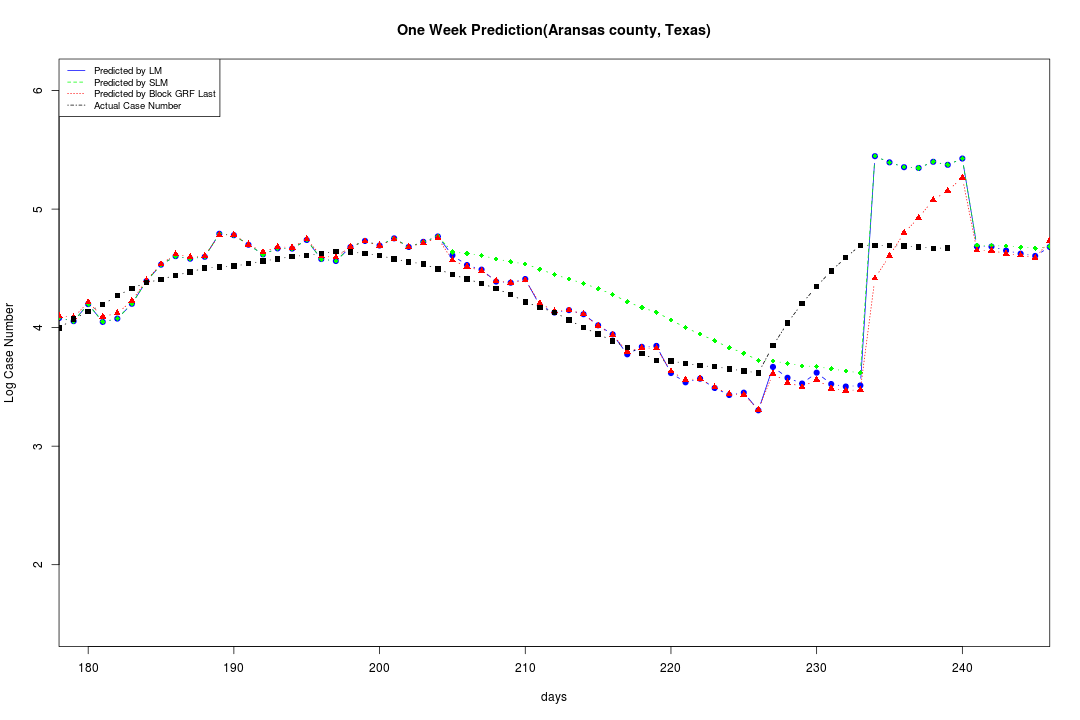 One Week Prediction(Aransas county, Texas)
Predicted by LM
Predicted by SLM
Predicted by Block GRF Last
Actual Case Number
6
5
4
3
2
Log Case Number
180 190 200 210 220 230 240
days